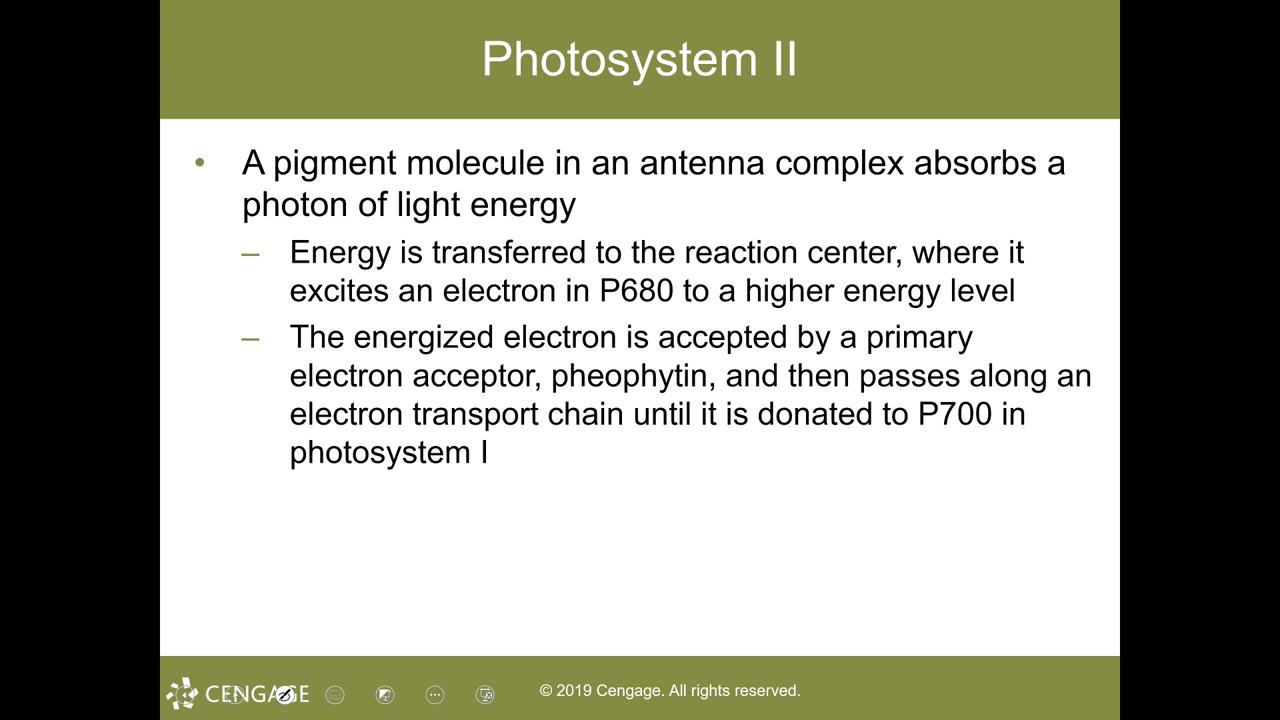 Photosystem II
• A pigment molecule in an antenna complex absorbs a
photon of light energy
– Energy is transferred to the reaction center, where it
excites an electron in P680 to a higher energy level
– The energized electron is accepted by a primary
electron acceptor, pheophytin, and then passes along an
electron transport chain until it is donated to P700 in
photosystem I
CENGAGE
© 2019 Cengage. All rights reserved.